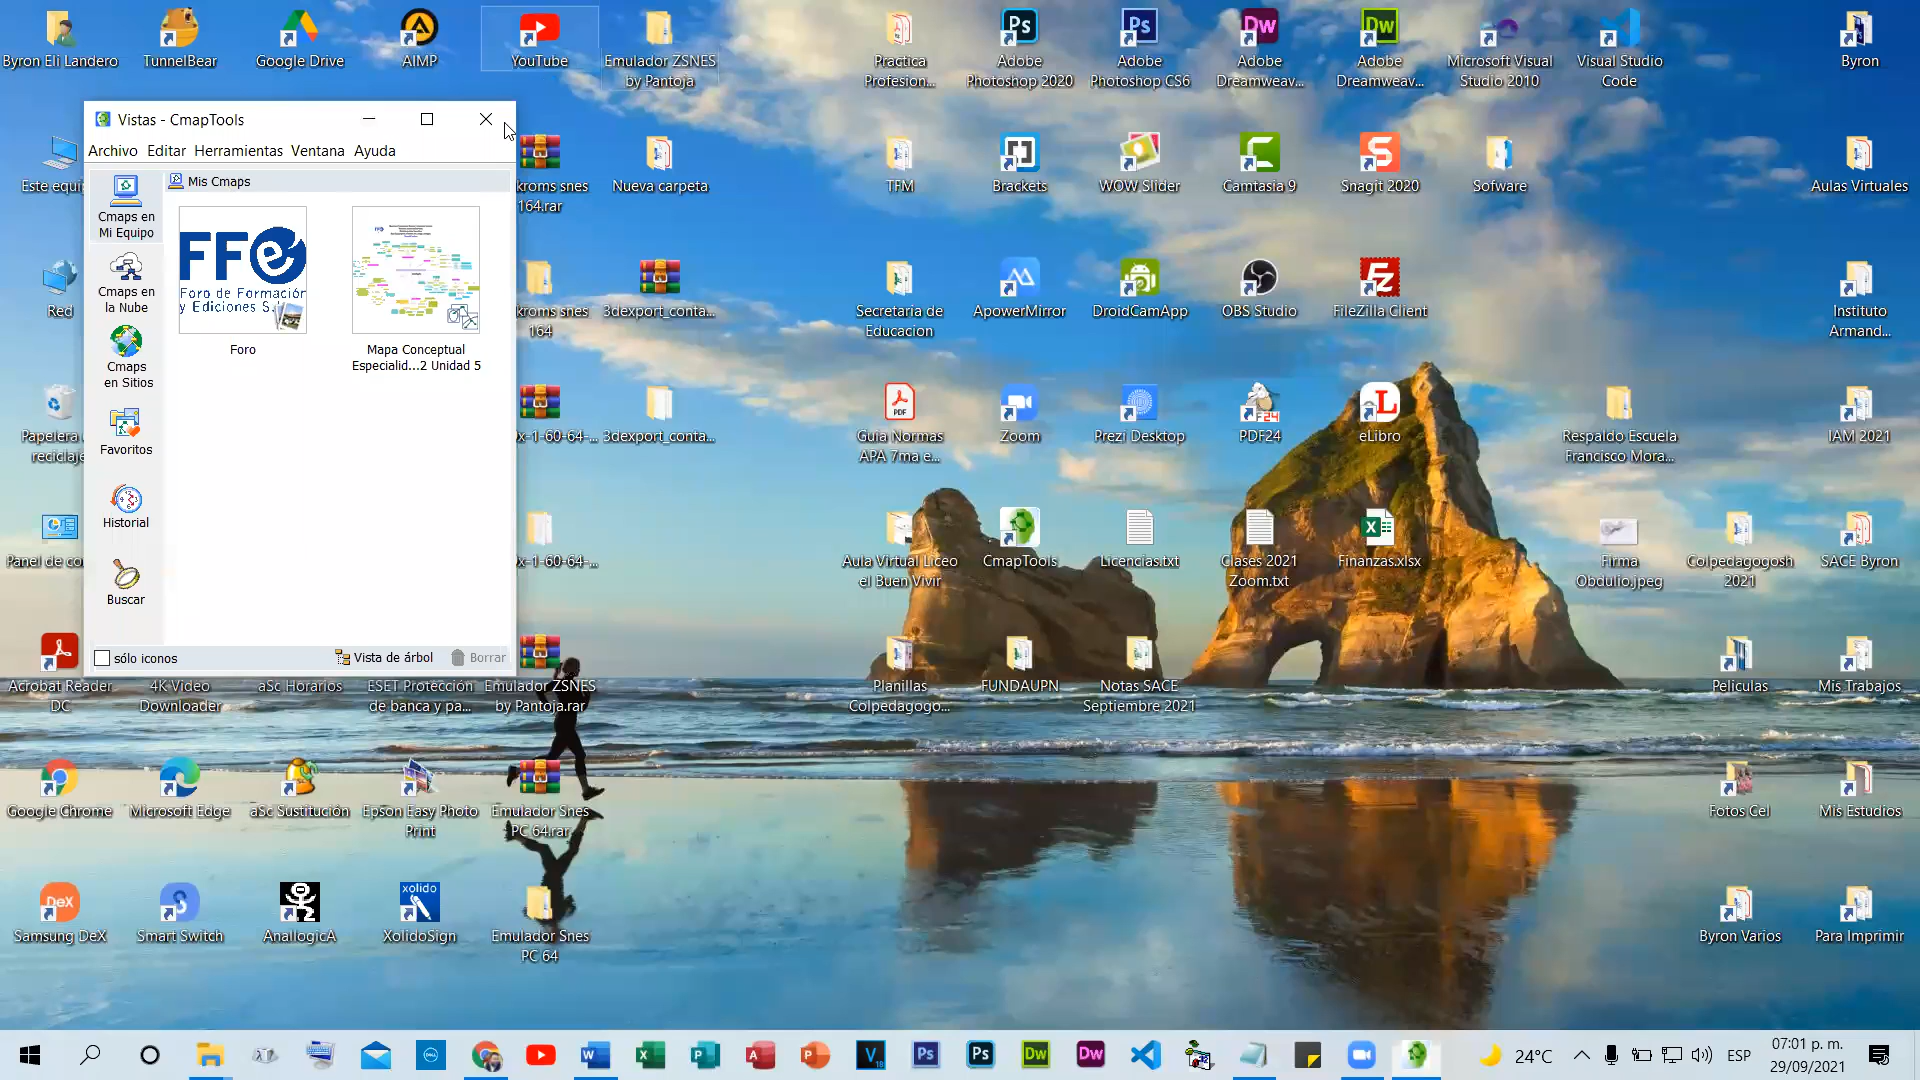 Byron Eli Landero
TunnelBear
Google Drive
AIMP
YouTube
Emulador ZSNES
by Pantoja
Practica
Profesion...
Adobe
Photoshop 2020
Adobe
Photoshop CS6
Adobe
Dreamweav...
Adobe
Dreamweav...
Microsoft Visual
Studio 2010
Visual Studio
Code
Byron
Vistas - CmapTools
Archivo Editar Herramientas Ventana Ayuda
Mis Cmaps
Cmaps en
Mi Equipo
Cmaps en
la Nube
Cmaps
en Sitios
Favoritos
Historial
Buscar
FFe
Foro de Formación
y Ediciones S.
Foro
Mapa Conceptual
Especialid...2 Unidad 5
sólo iconos
Vista de árbol
Borrar
Este equi
Red
Papelera
reciclaje
Panel de co
kroms snes
164.rar
Nueva carpeta
TFM
Brackets
WOW Slider
Camtasia 9
Snagit 2020
Sofware
Aulas Virtuales
kroms snes
164
3dexport_conta...
Secretaria de
Educacion
ApowerMirror
DroidCamApp
OBS Studio
FileZilla Client
Instituto
Armand...
x-1-60-64-...
3dexport_conta...
PDF
Guia Normas
APA 7ma e...
Zoom
Prezi Desktop
PDF24
eLibro
Respaldo Escuela
Francisco Mora...
IAM 2021
x-1-60-64-...
Aula Virtual Liceo
el Buen Vivir
CmapTools
Licencias.txt
Clases 2021
Zoom.txt
Finanzas.xlsx
Firma
Obdulio.jpeg
Colpedagogosh
2021
SACE Byron
Acrobat Reader
DC
4K Video
Downloader
aSc Horarios
ESET Protección
de banca y pa...
Emulador ZSNES
by Pantoja.rar
Planillas
Colpedagogo...
FUNDAUPN
Notas SACE
Septiembre 2021
Peliculas
Mis Trabajos
Google Chrome
Microsoft Edge
aSc Sustitución
Epson Easy Photo
Print
Emulador Snes
PC 64.rar
Fotos Cel
Mis Estudios
DeX
Samsung DeX
Smart Switch
AnallogicA
xolido
XolidoSign
Emulador Snes
PC 64
Byron Varios
Para Imprimir
24°C
ESP
07:01 p. m.
29/09/2021